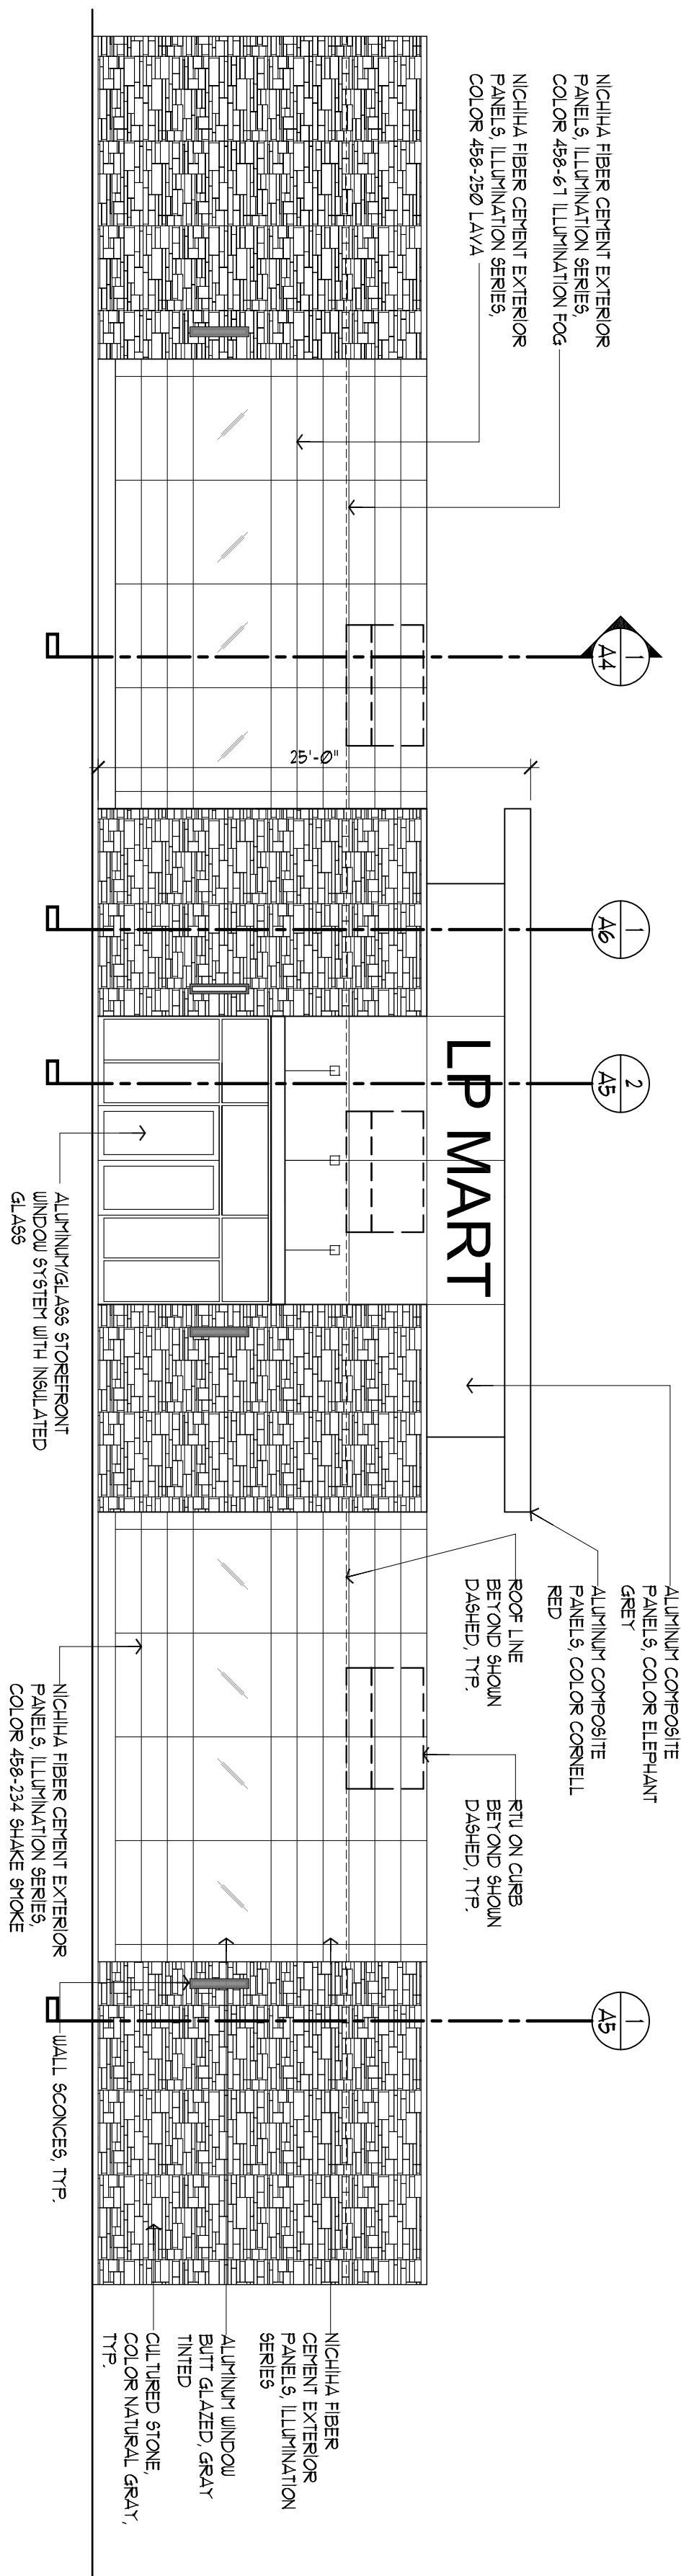 NICHIHA FIBER CEMENT EXTERIOR
PANELS, ILLUMINATION SERIES,
COLOR 458-67 ILLUMINATION FOG
NICHIHA FIBER CEMENT EXTERIOR
PANELS, ILLUMINATION SERIES,
COLOR 458-250 LAVA
1
A4
25'-0"
1
A6
2
A5
LP MART
ALUMINUM/GLASS STOREFRONT
WINDOW SYSTEM WITH INSULATED
GLASS
ALUMINUM COMPOSITE
PANELS, COLOR ELEPHANT
GREY
ALUMINUM COMPOSITE
PANELS, COLOR CORNELL
RED
ROOF LINE
BEYOND SHOWN
DASHED, TYP.
RTU ON CURB
BEYOND SHOWN
DASHED, TYP.
NICHIHA FIBER CEMENT EXTERIOR
PANELS, ILLUMINATION SERIES,
COLOR 458-234 SHAKE SMOKE
1
A5
WALL SCONCES, TYP.
NICHIHA FIBER
CEMENT EXTERIOR
PANELS, ILLUMINATION
SERIES
ALUMINUM WINDOW
BUTT GLAZED, GRAY
TINTED
CULTURED STONE,
COLOR NATURAL GRAY,
TYP.